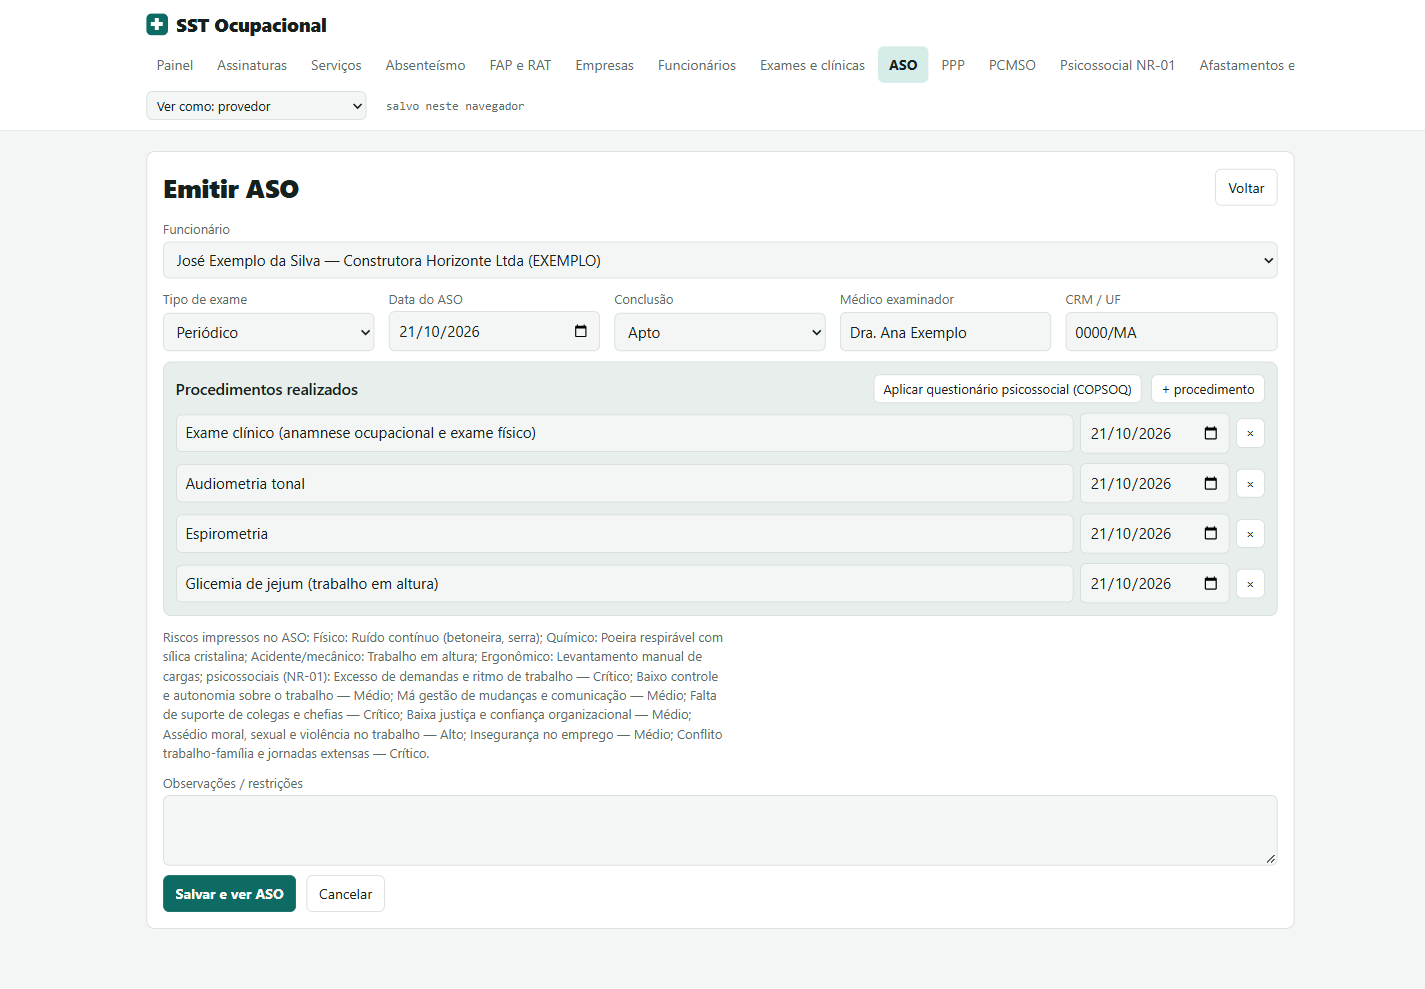 SST Ocupacional
Painel Assinaturas Serviços Absenteísmo FAP e RAT Empresas Funcionários Exames e clínicas ASO PPP PCMSO Psicossocial NR-01 Afastamentos e
Ver como: provedor salvo neste navegador
Emitir ASO Voltar
Funcionário
José Exemplo da Silva — Construtora Horizonte Ltda (EXEMPLO)
Tipo de exame Data do ASO Conclusão Médico examinador CRM / UF
Periódico 21/10/2026 Apto Dra. Ana Exemplo 0000/MA
Procedimentos realizados Aplicar questionário psicossocial (COPSOQ) + procedimento
Exame clínico (anamnese ocupacional e exame físico) 21/10/2026 ×
Audiometria tonal 21/10/2026 ×
Espirometria 21/10/2026 ×
Glicemia de jejum (trabalho em altura) 21/10/2026 ×
Riscos impressos no ASO: Físico: Ruído contínuo (betoneira, serra); Químico: Poeira respirável com
sílica cristalina; Acidente/mecânico: Trabalho em altura; Ergonômico: Levantamento manual de
cargas; psicossociais (NR-01): Excesso de demandas e ritmo de trabalho — Crítico; Baixo controle
e autonomia sobre o trabalho — Médio; Má gestão de mudanças e comunicação — Médio; Falta
de suporte de colegas e chefias — Crítico; Baixa justiça e confiança organizacional — Médio;
Assédio moral, sexual e violência no trabalho — Alto; Insegurança no emprego — Médio; Conflito
trabalho-família e jornadas extensas — Crítico.
Observações / restrições
Salvar e ver ASO Cancelar